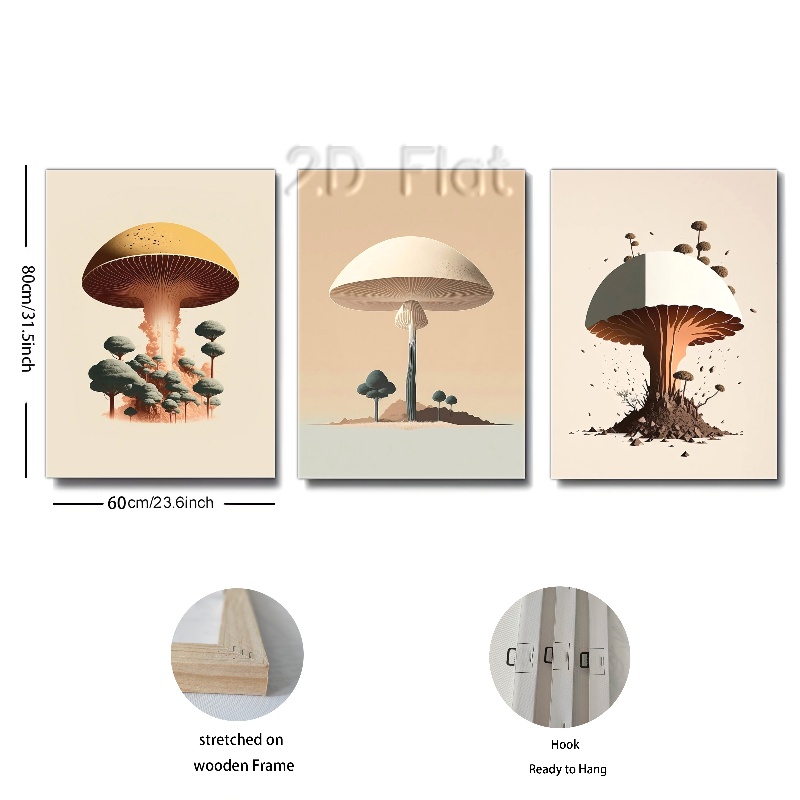 2D Flat
80cm/31.5inch
60cm/23.6inch
stretched on
wooden Frame
Hook
Ready to Hang